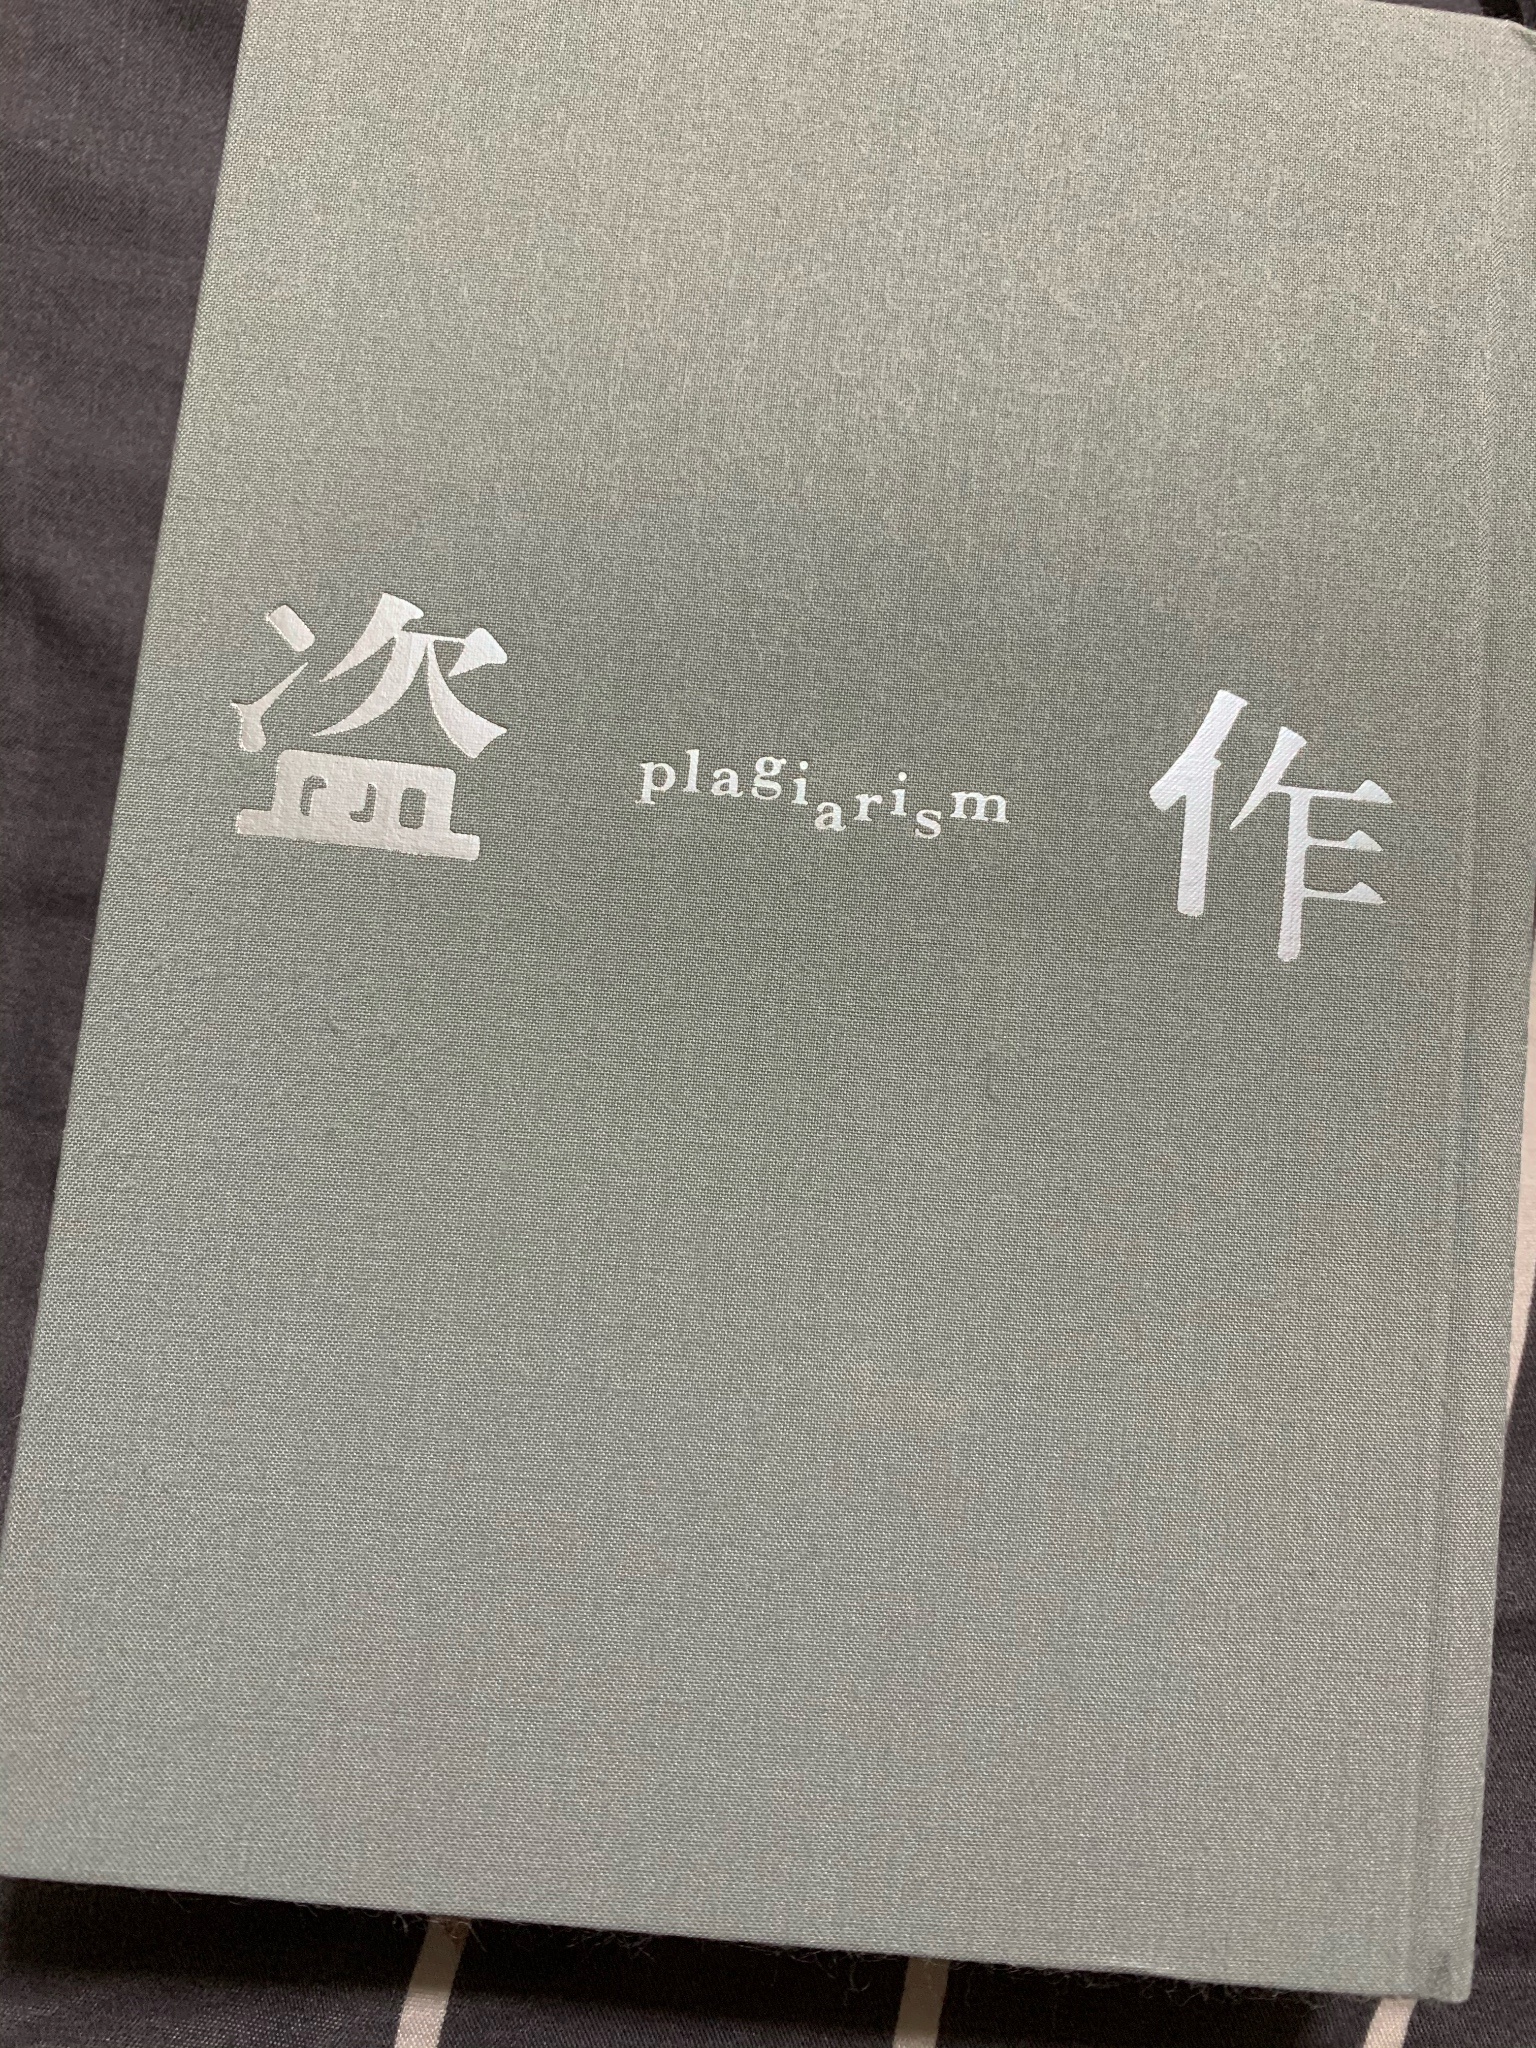 盗 plagiarism 作